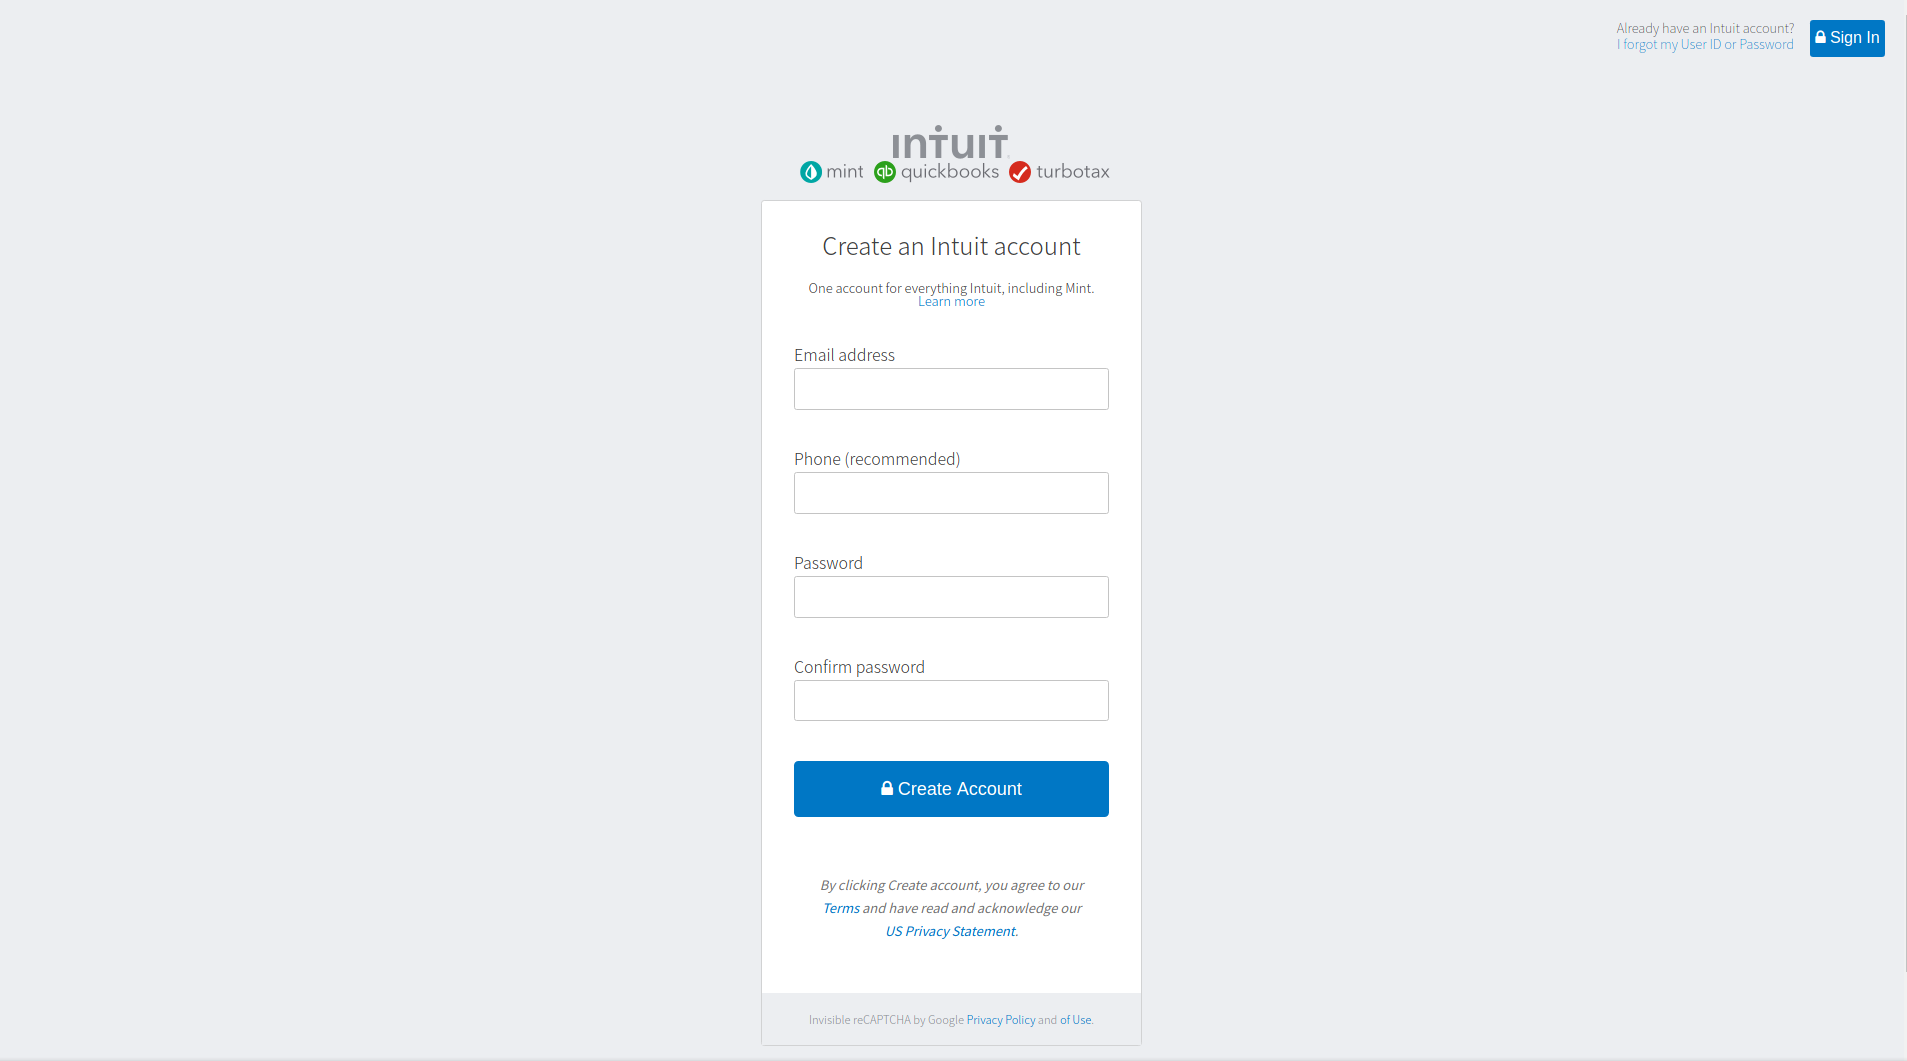 Already have an Intuit account?
I forgot my User ID or Password
Sign In
intuit
mint quickbooks turbotax
Create an Intuit account
One account for everything Intuit, including Mint.
Learn more
Email address
Phone (recommended)
Password
Confirm password
Create Account
By clicking Create account, you agree to our
Terms and have read and acknowledge our
US Privacy Statement.
Invisible reCAPTCHA by Google Privacy Policy and of Use.